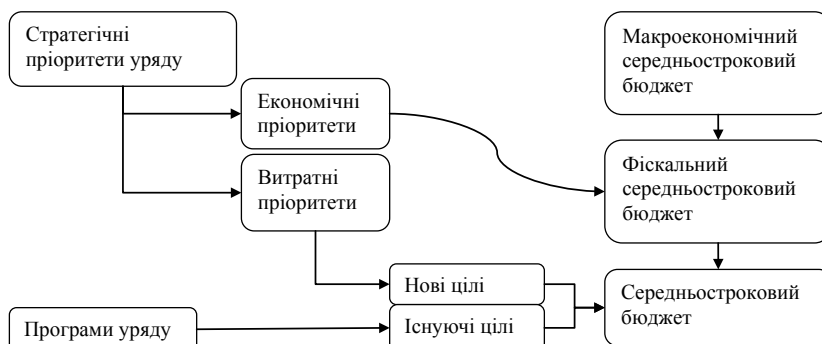 Стратегічні
пріоритети уряду
Макроекономічний
середньостроковий
бюджет
Економічні
пріоритети
Витратні
пріоритети
Фіскальний
середньостроковий
бюджет
Нові цілі
Існуючі цілі
Середньостроковий
бюджет
Програми уряду